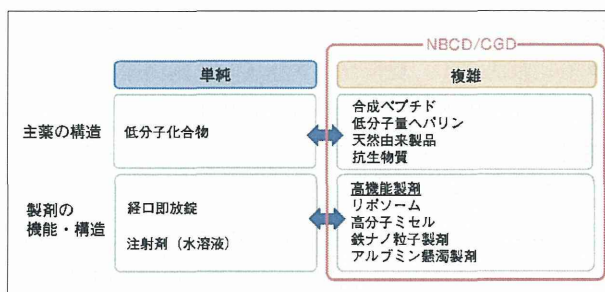 NBCD/CGD
単純
複雑
主薬の構造
低分子化合物
合成ペプチド
低分子量ヘパリン
天然由来製品
抗生物質
製剤の
機能・構造
経口即放錠
注射剤（水溶液）
高機能製剤
リポソーム
高分子ミセル
鉄ナノ粒子製剤
アルブミン懸濁製剤